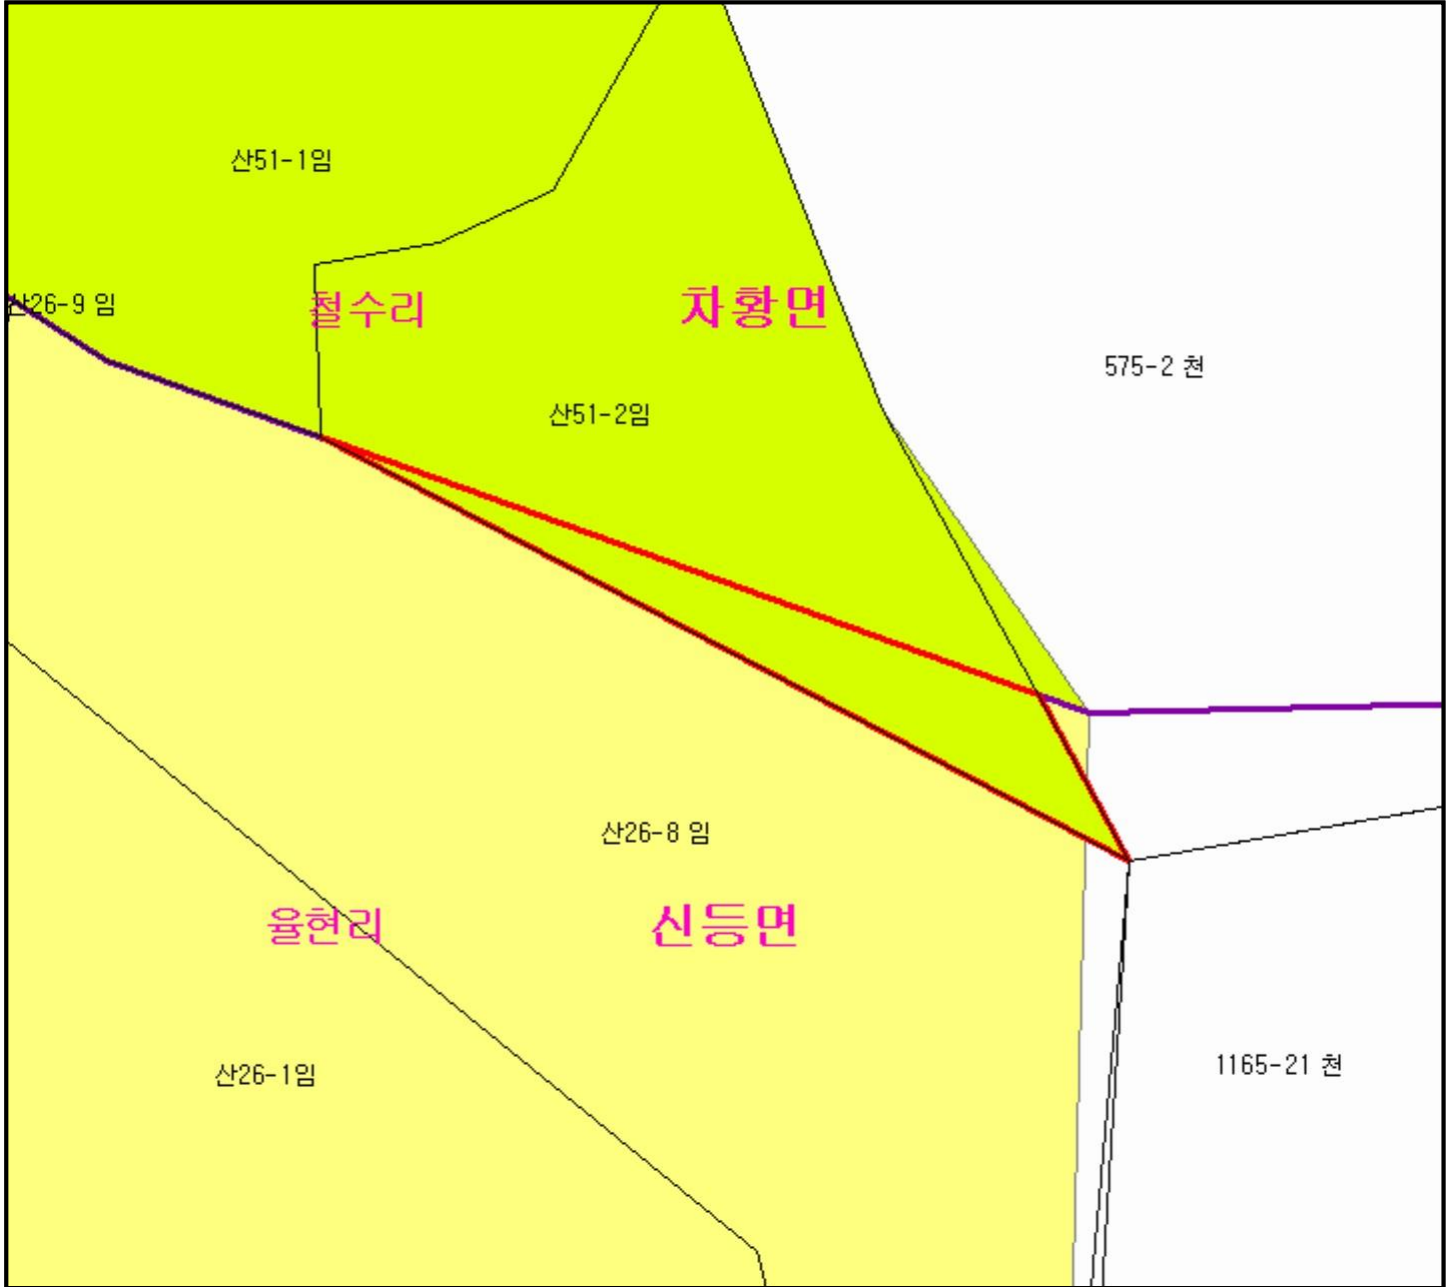 산51-1임
산26-9 임
철수리
차황면
575-2 천
산51-2임
산26-8 임
율현리
신등면
산26-1임
1165-21 천